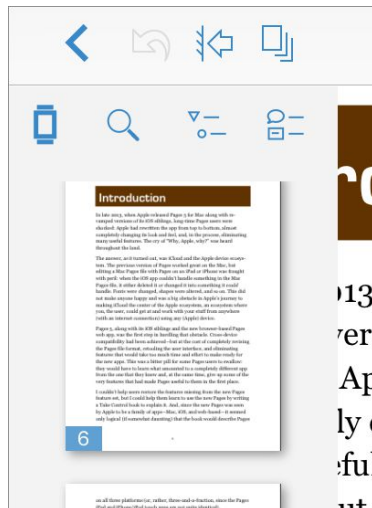 Introduction
In late 2013, when Apple released Pages 5 for Mac along with re-
vamped versions of its iOS siblings, long-time Pages users were
shocked: Apple had rewritten the app from top to bottom, almost
completely changing its look and feel, and, in the process, eliminating
many useful features. The cry of “Why, Apple, why?” was heard
throughout the land.
The answer, as it turned out, was iCloud and the Apple device ecosys-
tem. The previous version of Pages worked great on the Mac, but
editing a Mac Pages file with Pages on an iPad or iPhone was fraught
with peril: when the iOS app couldn’t handle something in the Mac
Pages file, it either deleted it or changed it into something it could
handle. Fonts were changed, shapes were altered, and so on. This did
not make anyone happy and was a big obstacle in Apple’s journey to
making iCloud the center of the Apple ecosystem, an ecosystem where
you, the user, could get at and work with your stuff from anywhere
(with an internet connection) using any (Apple) device.
Pages 5, along with its iOS siblings and the new browser-based Pages
web app, was the first step in hurdling that obstacle. Cross-device
compatibility had been achieved—but at the cost of completely revising
the Pages file format, retooling the user interface, and eliminating
features that would take too much time and effort to make ready for
the new apps. This was a bitter pill for some Pages users to swallow:
they would have to learn what amounted to a completely different app
from the one that they knew and, at the same time, give up some of the
very features that had made Pages useful to them in the first place.
I couldn’t help users restore the features missing from the new Pages
feature set, but I could help them learn to use the new Pages by writing
a Take Control book to explain it. And, since the new Pages was seen
by Apple to be a family of apps—Mac, iOS, and web-based—it seemed
only logical (if somewhat daunting) that the book would describe Pages
6
on all three platforms (or, rather, three-and-a-fraction, since the Pages
013
Ap
ly